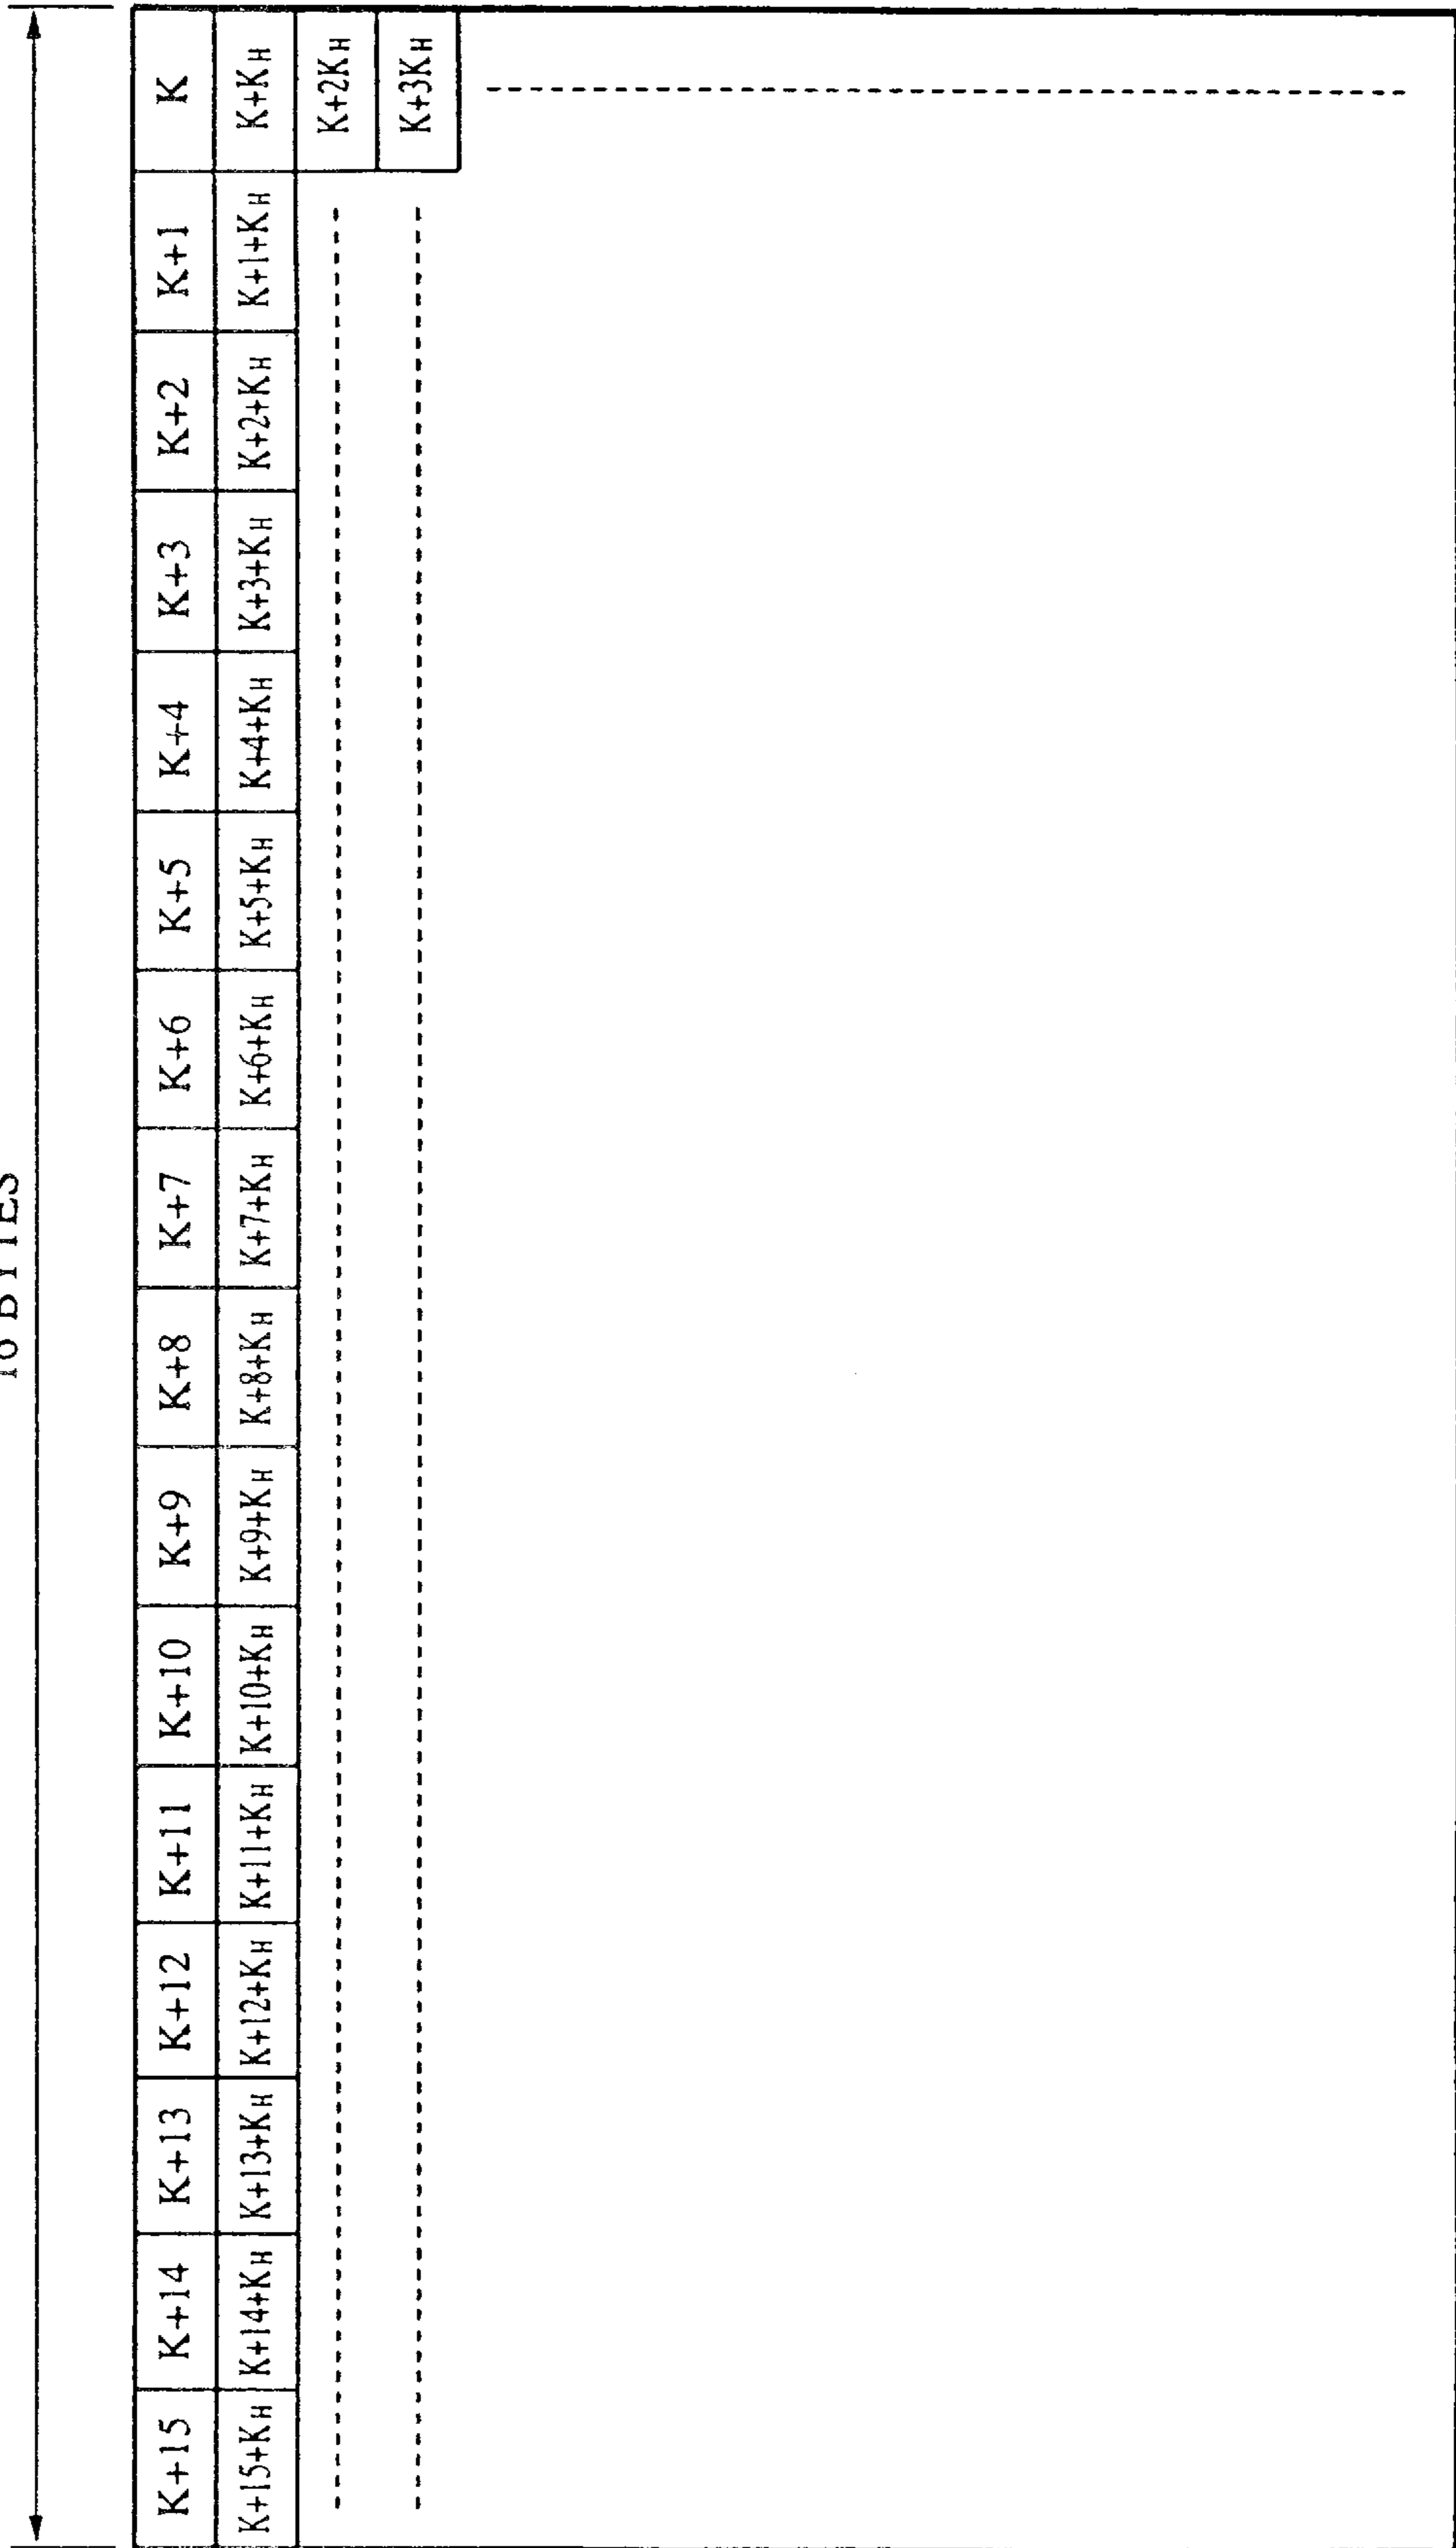 16 BYTES
K+15 K+14 K+13 K+12 K+11 K+10 K+9 K+8 K+7 K+6 K+5 K+4 K+3 K+2 K+1 K
K+15+KH K+14+KH K+13+KH K+12+KH K+11+KH K+10+KH K+9+KH K+8+KH K+7+KH K+6+KH K+5+KH K+4+KH K+3+KH K+2+KH K+1+KH K+KH
K+2KH
K+3KH